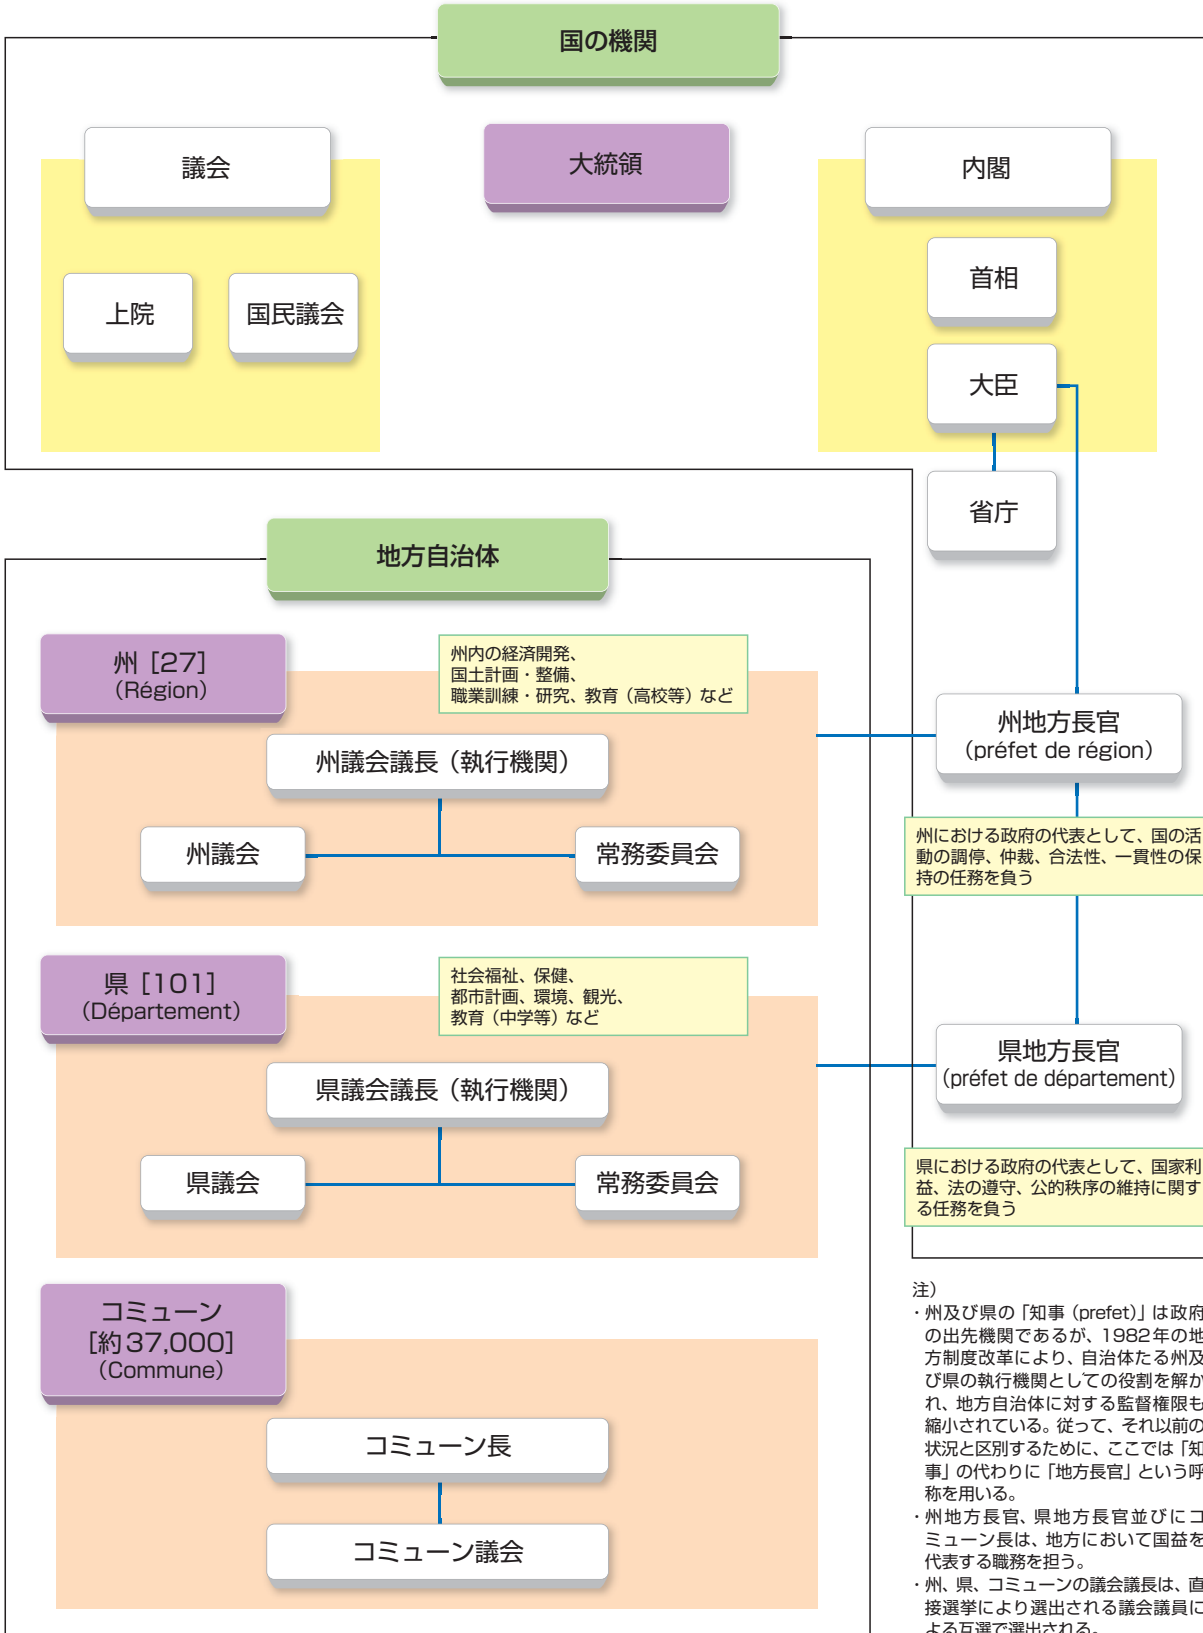 国の機関
議会
大統領
内閣
上院
国民議会
首相
大臣
省庁
地方自治体
州 [27]
(Région)
州内の経済開発、
国土計画・整備、
職業訓練・研究、教育（高校等）など
州議会議長（執行機関）
州議会
常務委員会
州地方長官
(préfet de région)
州における政府の代表として、国の活
動の調停、仲裁、合法性、一貫性の保
持の任務を負う
県 [101]
(Département)
社会福祉、保健、
都市計画、環境、観光、
教育（中学等）など
県議会議長（執行機関）
県議会
常務委員会
県地方長官
(préfet de département)
県における政府の代表として、国家利
益、法の遵守、公的秩序の維持に関す
る任務を負う
コミューン
[約37,000]
(Commune)
コミューン長
コミューン議会
注）
・州及び県の「知事（prefet）」は政府
の出先機関であるが、1982年の地
方制度改革により、自治体たる州及
び県の執行機関としての役割を解か
れ、地方自治体に対する監督権限も
縮小されている。従って、それ以前の
状況と区別するために、ここでは「知
事」の代わりに「地方長官」という呼
称を用いる。
・州地方長官、県地方長官並びにコ
ミューン長は、地方において国益を
代表する職務を担う。
・州、県、コミューンの議会議長は、直
接選挙により選出される議会議員に
よる互選で選出される。